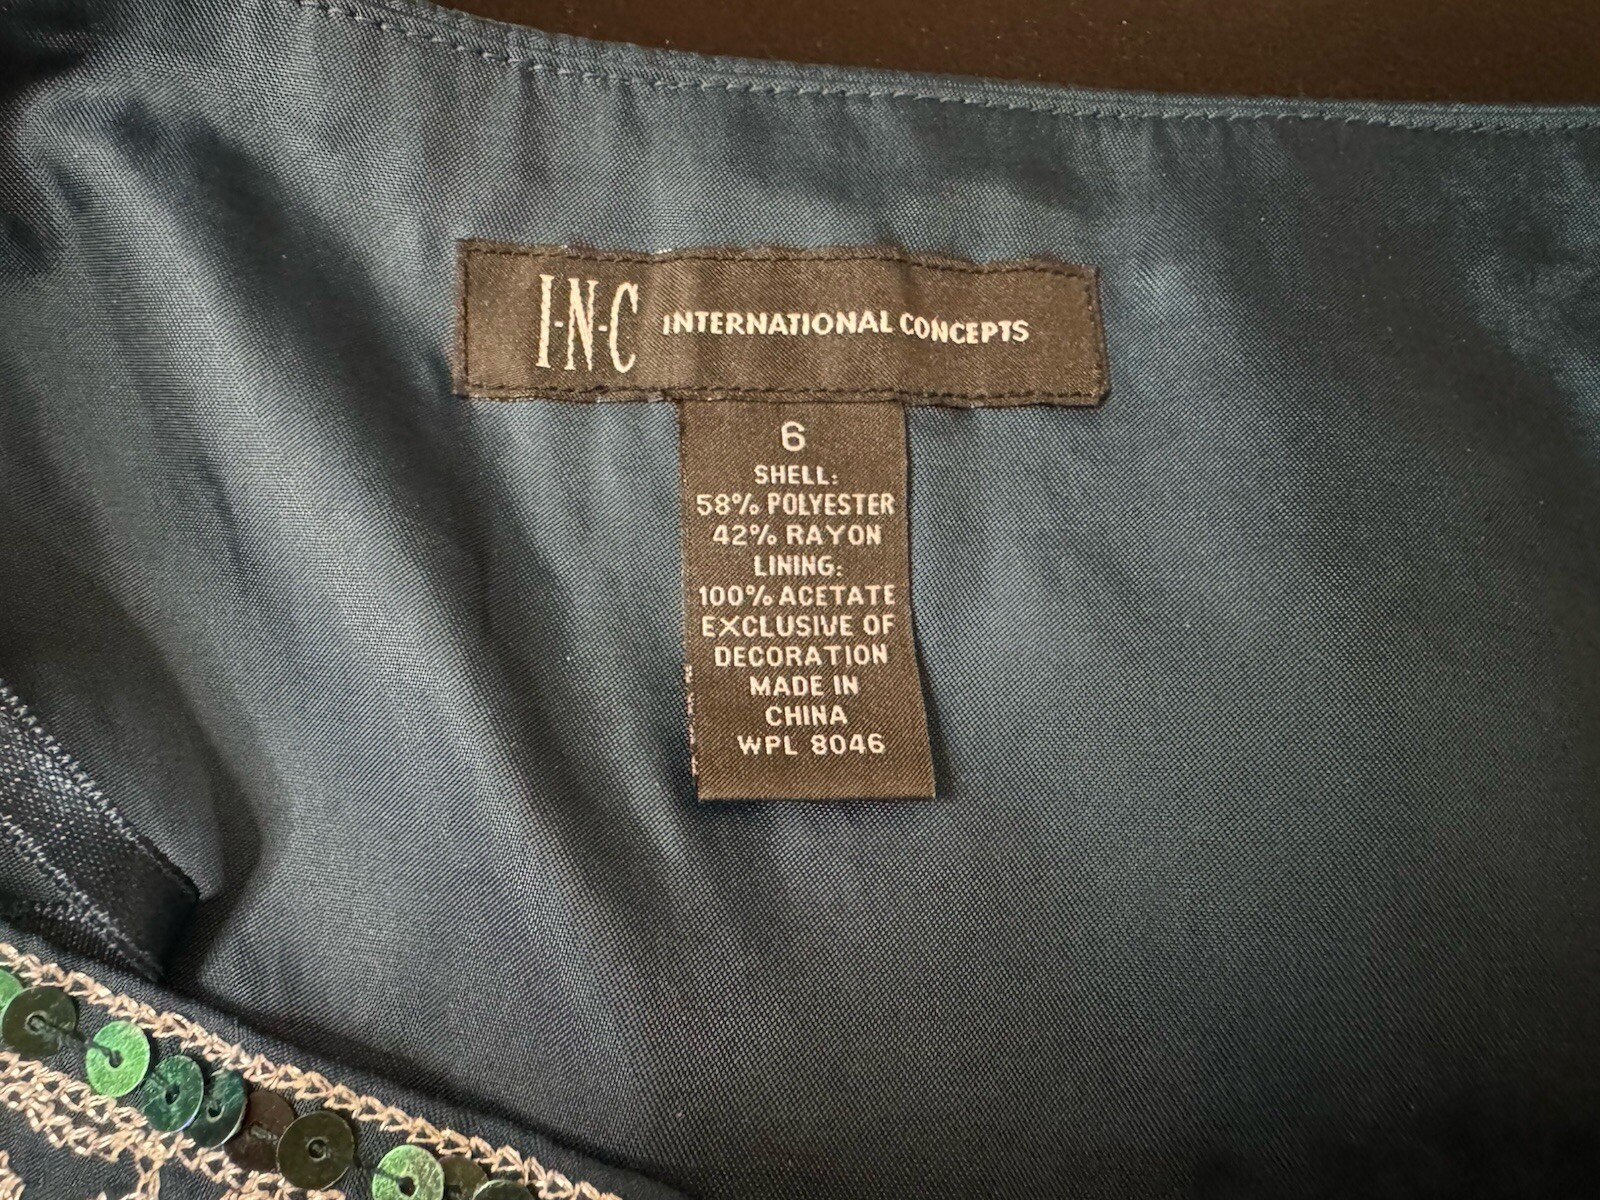 I-N-C INTERNATIONAL CONCEPTS
6
SHELL:
58% POLYESTER
42% RAYON
LINING:
100% ACETATE
EXCLUSIVE OF
DECORATION
MADE IN
CHINA
WPL 8046